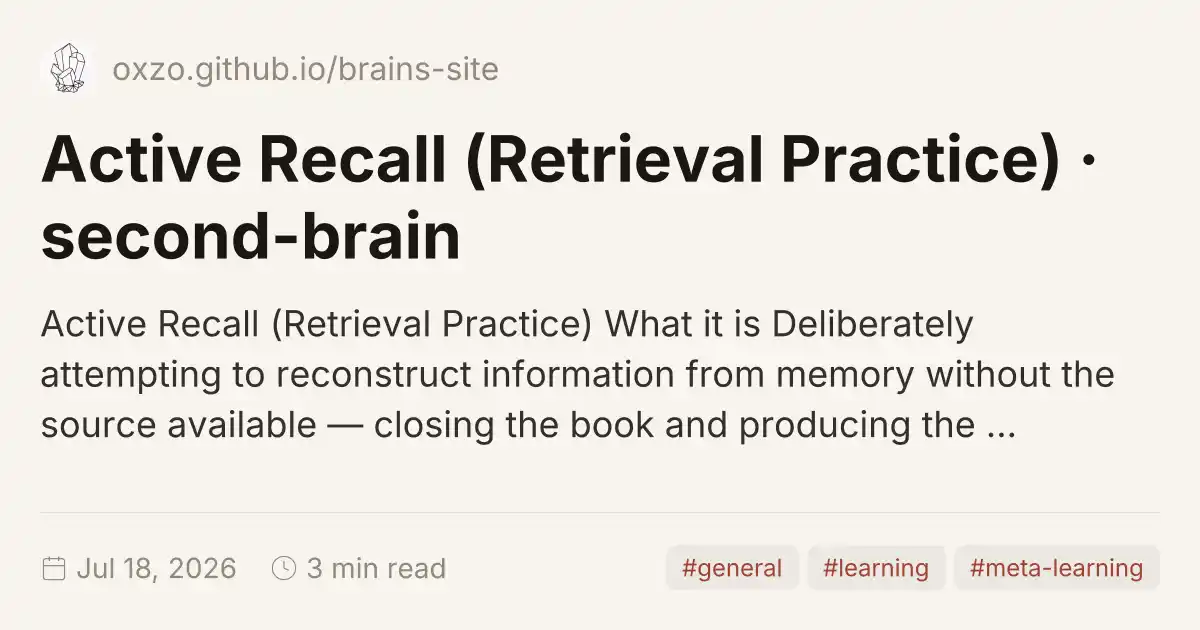 oxzo.github.io/brains-site
Active Recall (Retrieval Practice) ·
second-brain
Active Recall (Retrieval Practice) What it is Deliberately
attempting to reconstruct information from memory without the
source available — closing the book and producing the ...
Jul 18, 2026 3 min read #general #learning #meta-learning